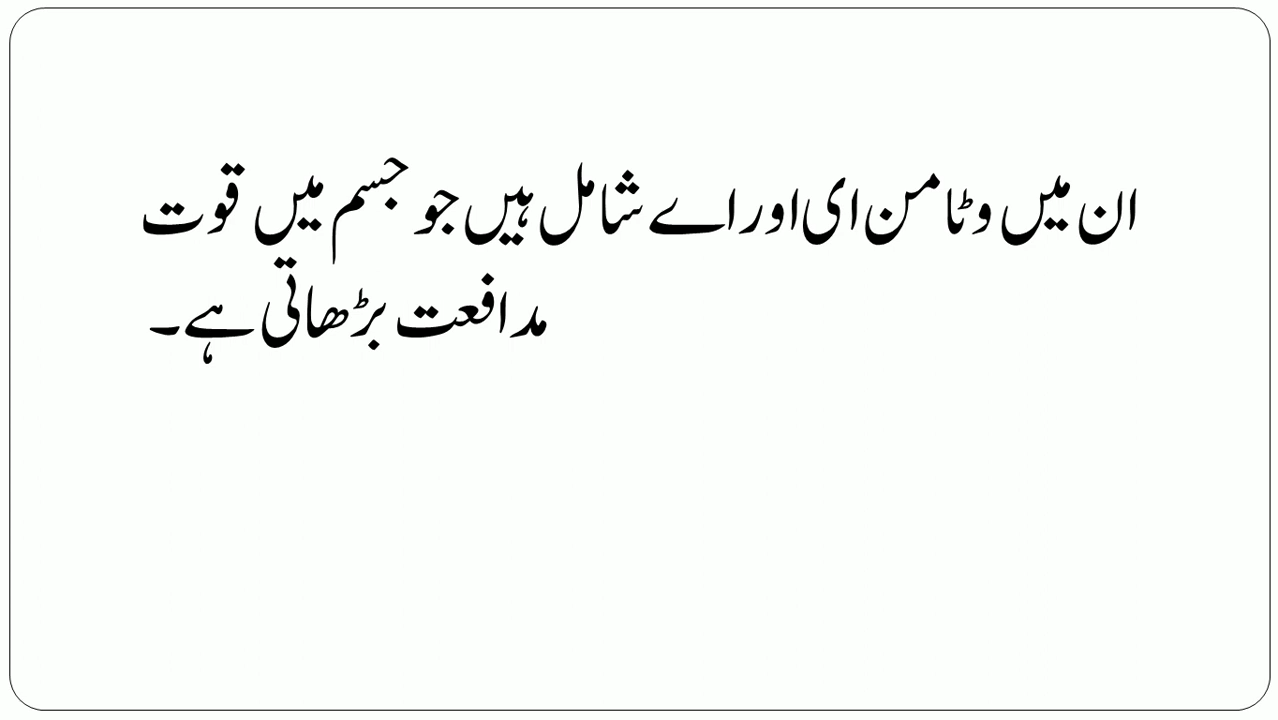 ان میں وٹامن ای اور اے شامل ہیں جو جسم میں قوت
مدافعت بڑھاتی ہے۔